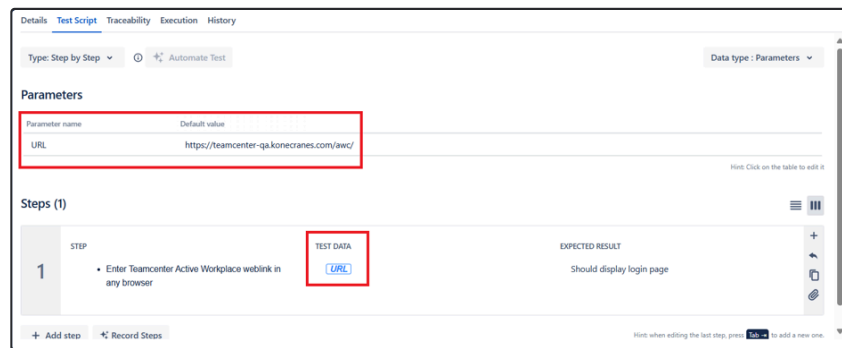 Details Test Script Traceability Execution History
Type: Step by Step Automate Test Data type : Parameters
Parameters
Parameter name Default value
URL https://teamcenter-qa.konecranes.com/awc/
Hint: Click on the table to edit it
Steps (1)
STEP TEST DATA EXPECTED RESULT
1 • Enter Teamcenter Active Workplace weblink in any browser URL Should display login page
+ Add step Record Steps Hint: when editing the last step, press Tab → to add a new one.